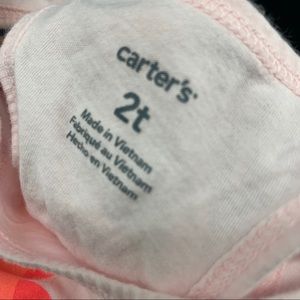 carter's
2t
Made in Vietnam
Fabriqué au Vietnam
Hecho en Vietnam